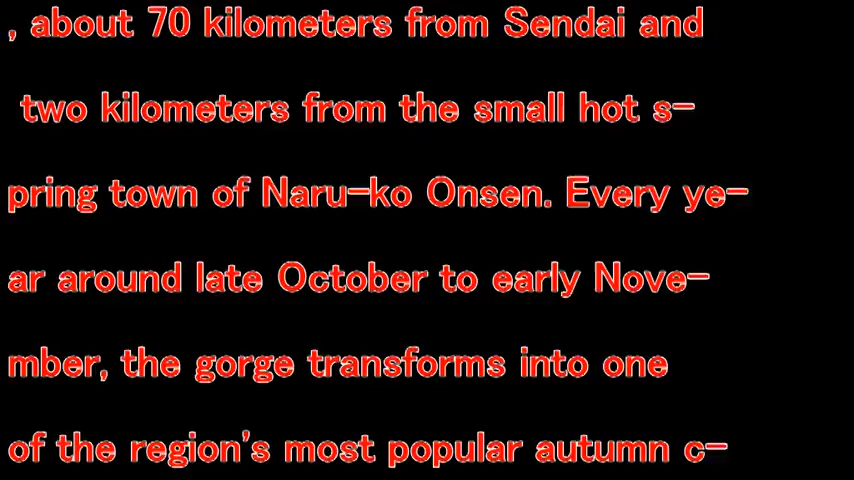 , about 70 kilometers from Sendai and
two kilometers from the small hot s-
pring town of Naru-ko Onsen. Every ye-
ar around late October to early Nove-
mber, the gorge transforms into one
of the region's most popular autumn c-